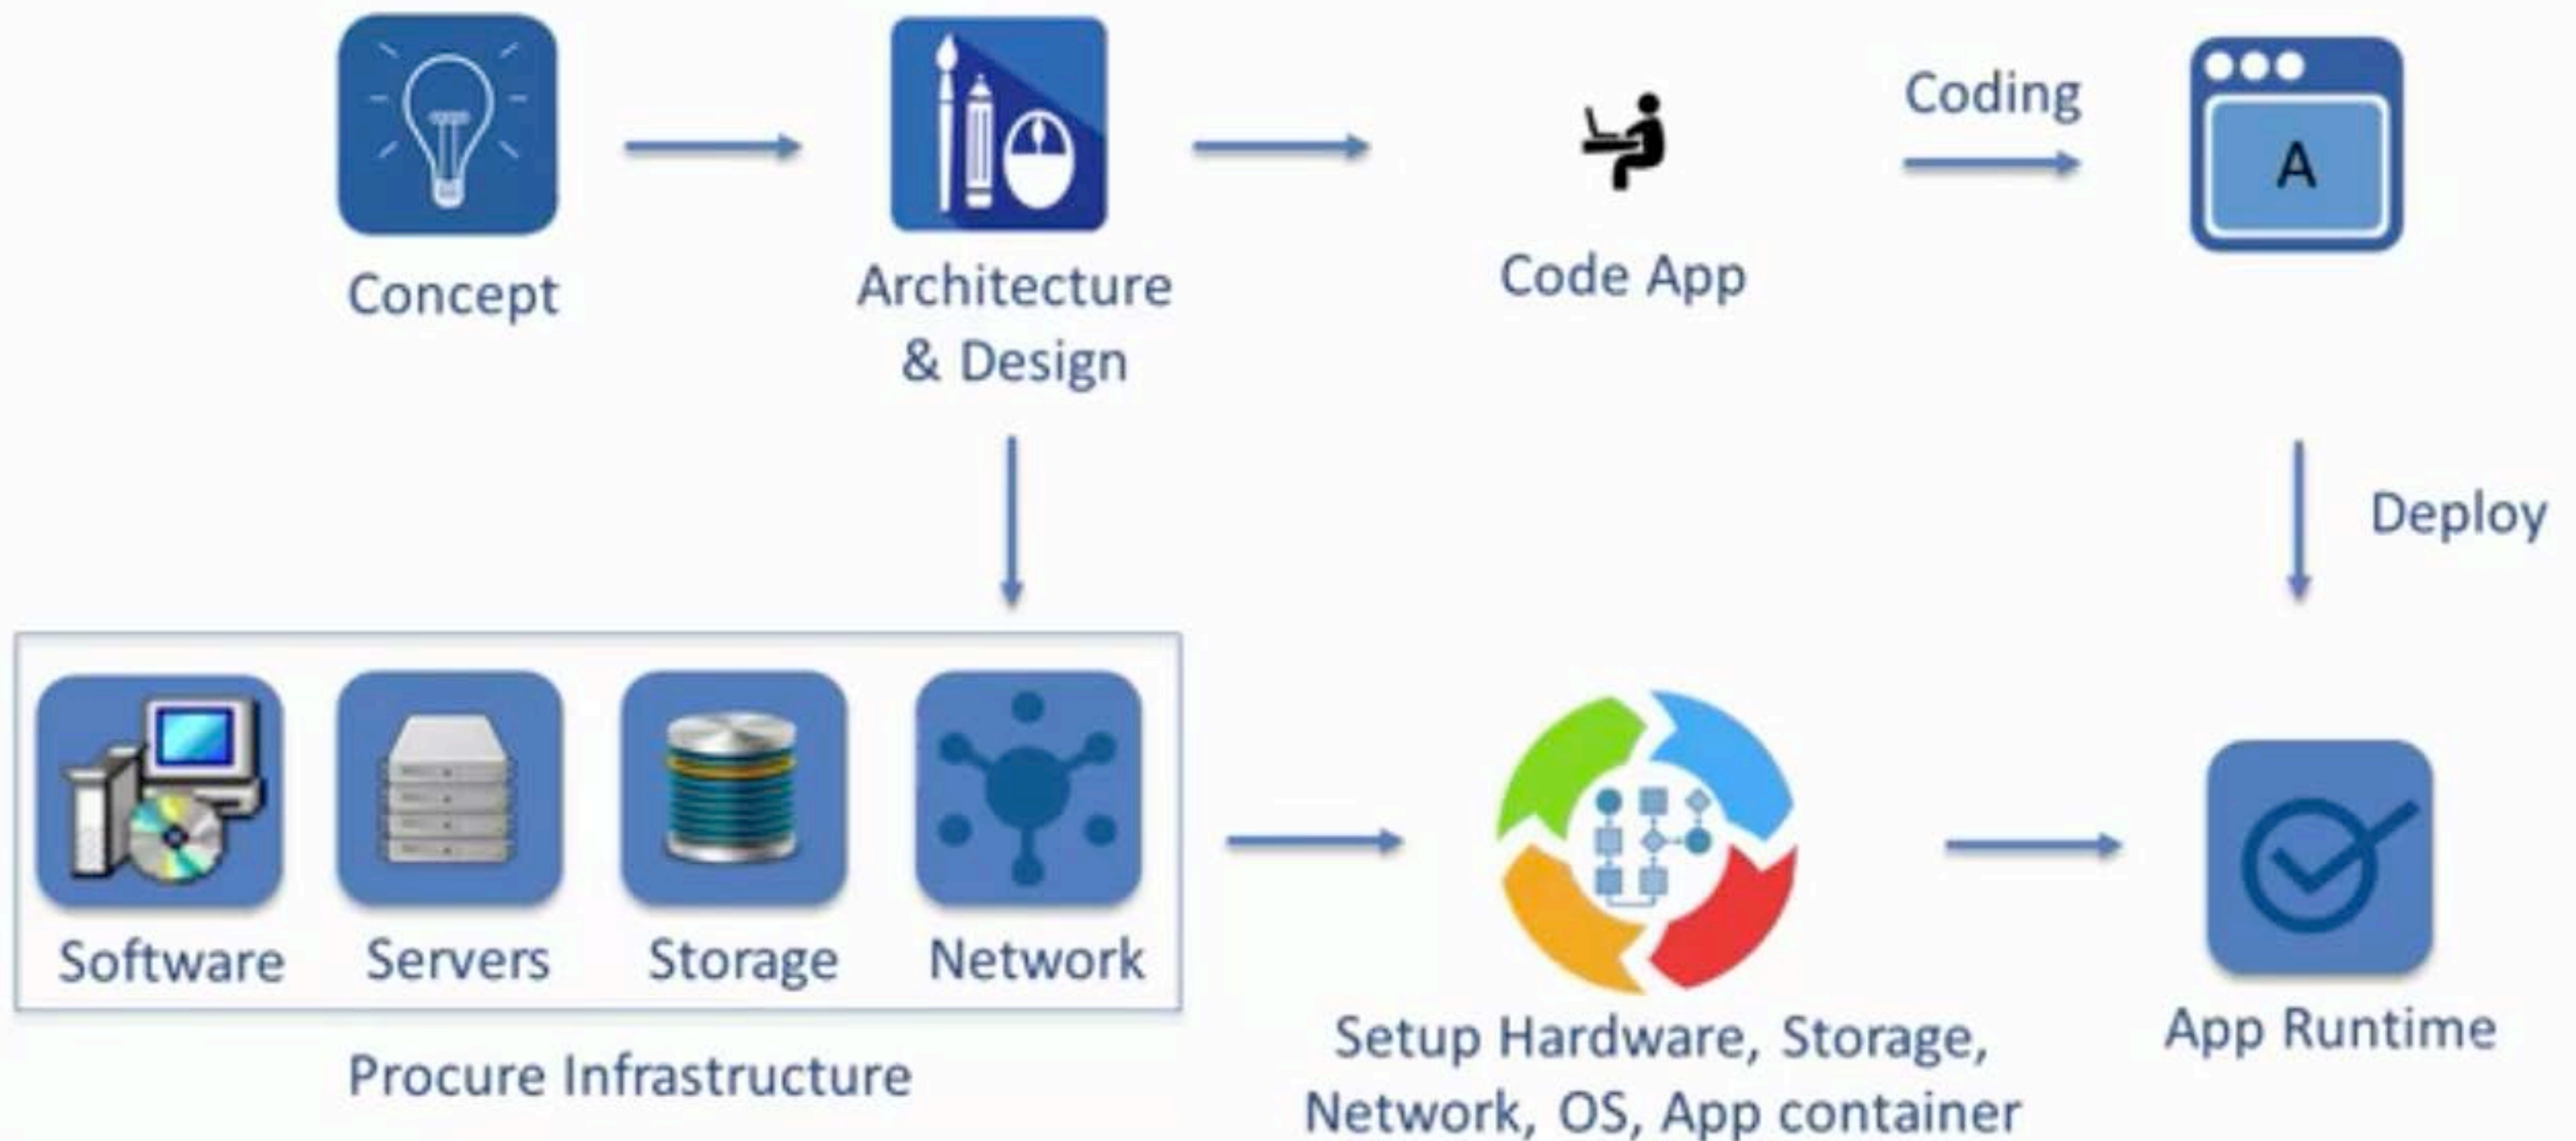 Concept
Architecture
& Design
Code App
Coding
A
Deploy
Software
Servers
Storage
Network
Procure Infrastructure
Setup Hardware, Storage,
Network, OS, App container
App Runtime